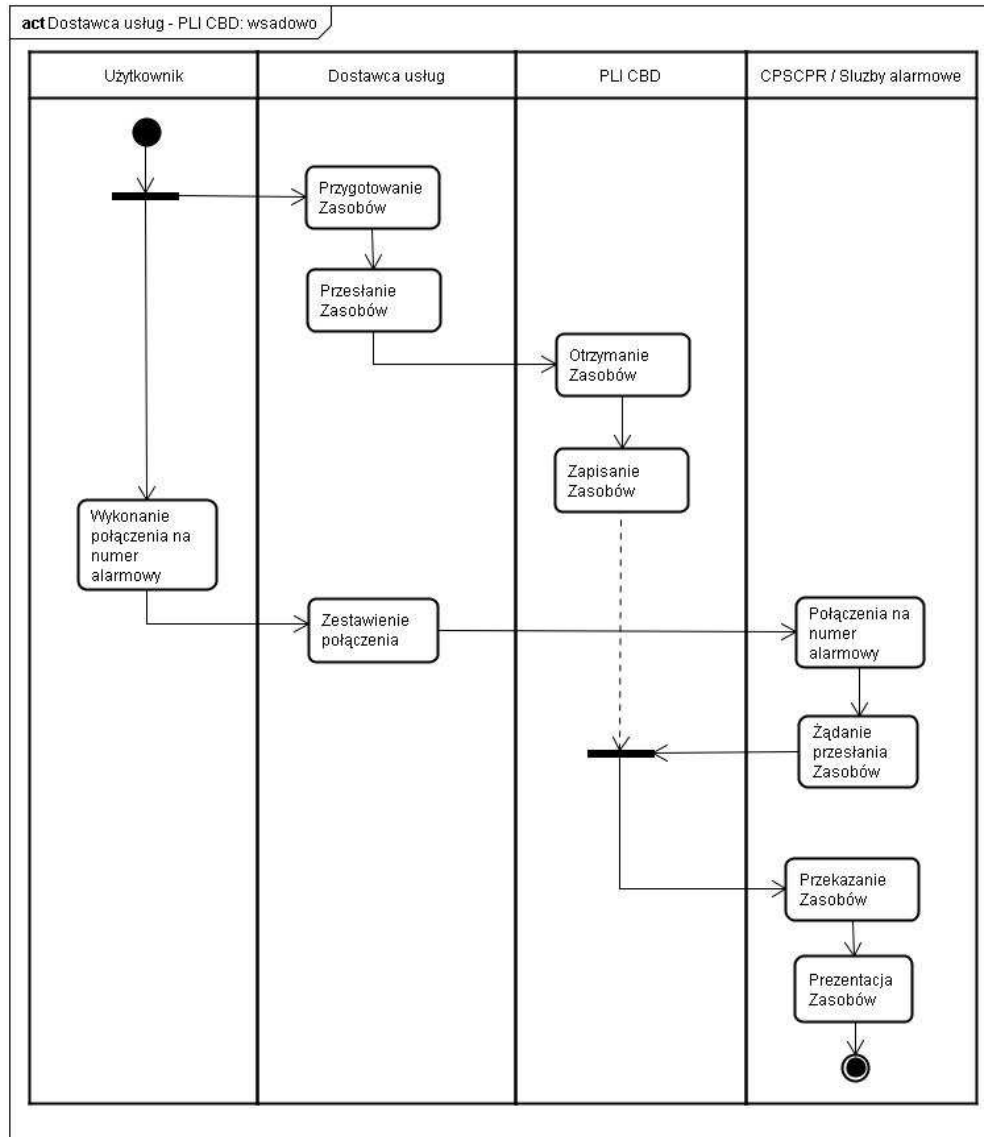 act Dostawca usług - PLI CBD: wsadowo
Użytkownik
Dostawca usług
PLI CBD
CPSCPR / Sluzby alarmowe
Przygotowanie
Zasobów
Przesłanie
Zasobów
Otrzymanie
Zasobów
Zapisanie
Zasobów
Wykonanie
połączenia na
numer
alarmowy
Zestawienie
połączenia
Połączenia na
numer
alarmowy
Żądanie
przesłania
Zasobów
Przekazanie
Zasobów
Prezentacja
Zasobów